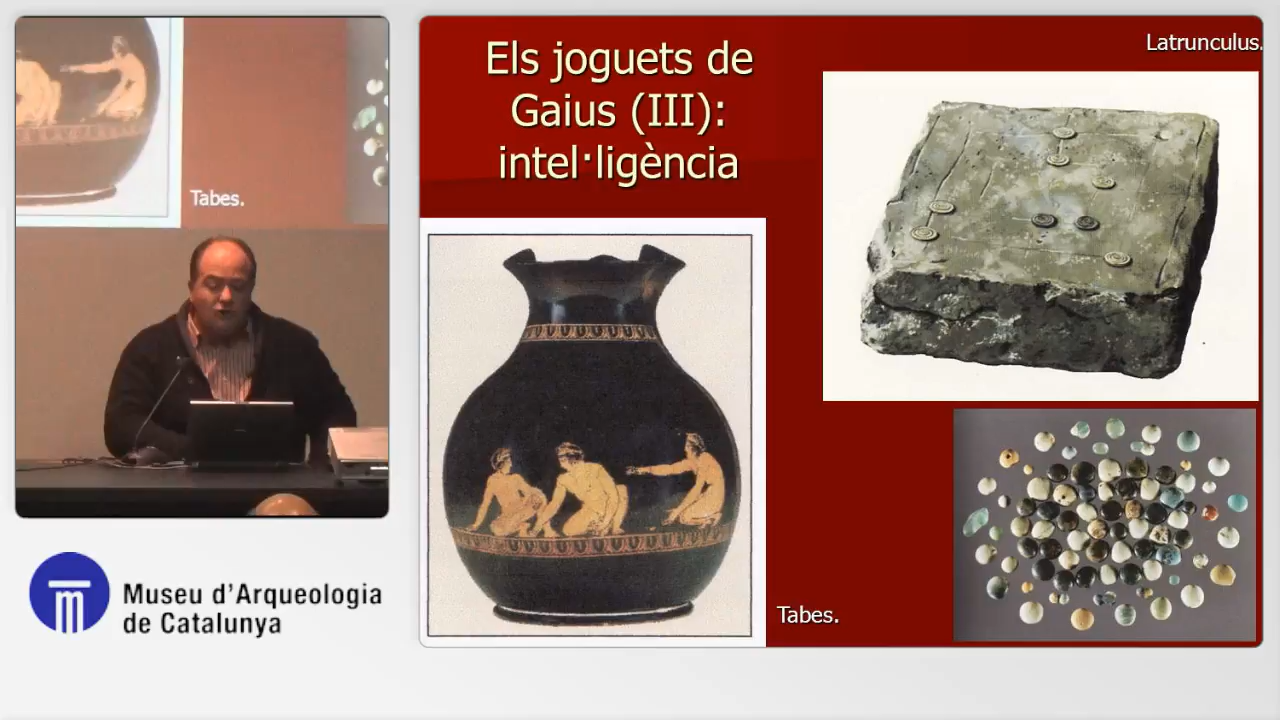 Tabes.
Museu d’Arqueologia
de Catalunya
Els joguets de
Gaius (III):
intel·ligència
Latrunculus.
Tabes.